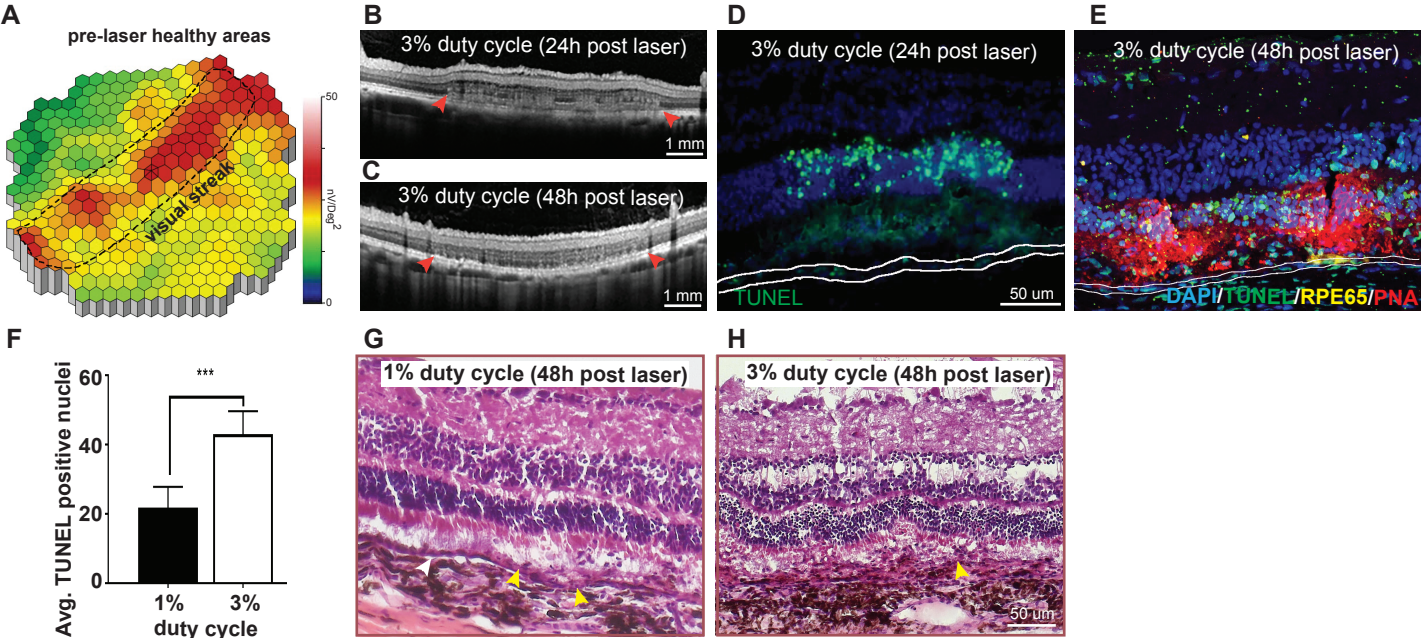 A
pre-laser healthy areas
visual streak
50
nV/Deg 2
0
B
3% duty cycle (24h post laser)
1 mm
C
3% duty cycle (48h post laser)
1 mm
D
3% duty cycle (24h post laser)
TUNEL
50 um
E
3% duty cycle (48h post laser)
DAPI/TUNEL/RPE65/PNA
F
Avg. TUNEL positive nuclei
60
40
20
0
***
1%
3%
duty cycle
G
1% duty cycle (48h post laser)
H
3% duty cycle (48h post laser)
50 um